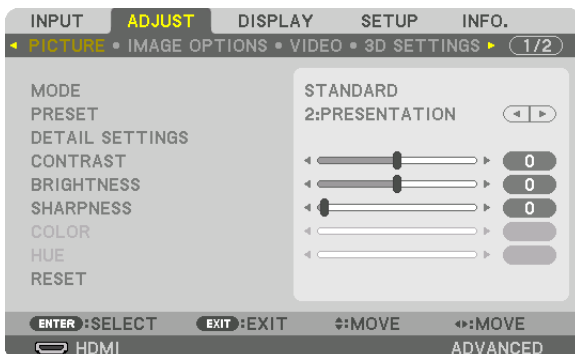 INPUT ADJUST DISPLAY SETUP INFO.
PICTURE • IMAGE OPTIONS • VIDEO • 3D SETTINGS 1/2
MODE STANDARD
PRESET 2:PRESENTATION
DETAIL SETTINGS
CONTRAST 0
BRIGHTNESS 0
SHARPNESS 0
COLOR
HUE
RESET
ENTER :SELECT EXIT :EXIT :MOVE :MOVE
HDMI ADVANCED